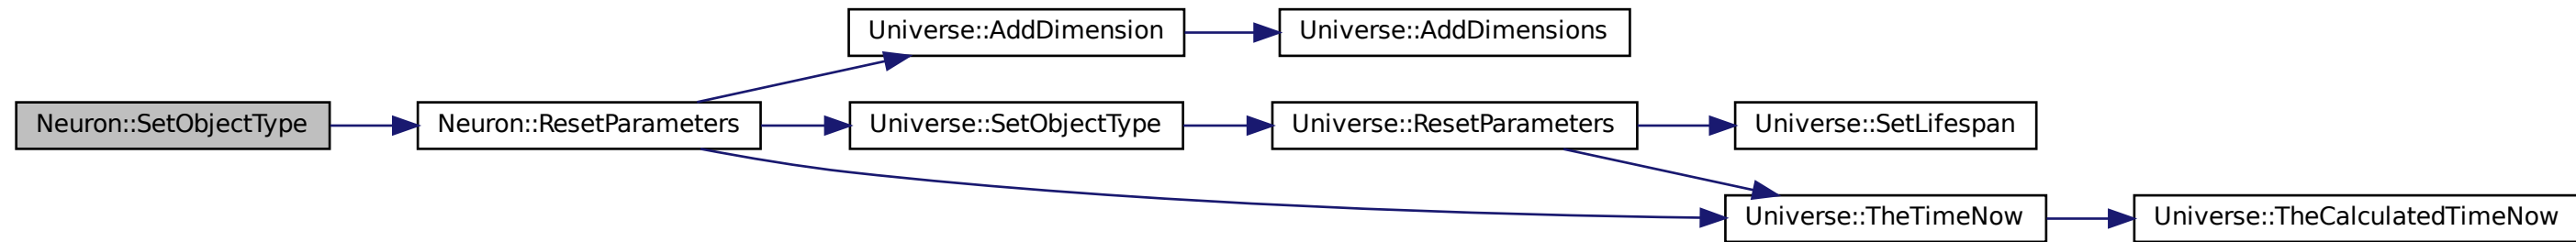 Universe::AddDimension
Universe::AddDimensions
Neuron::SetObjectType
Neuron::ResetParameters
Universe::SetObjectType
Universe::ResetParameters
Universe::SetLifespan
Universe::TheTimeNow
Universe::TheCalculatedTimeNow